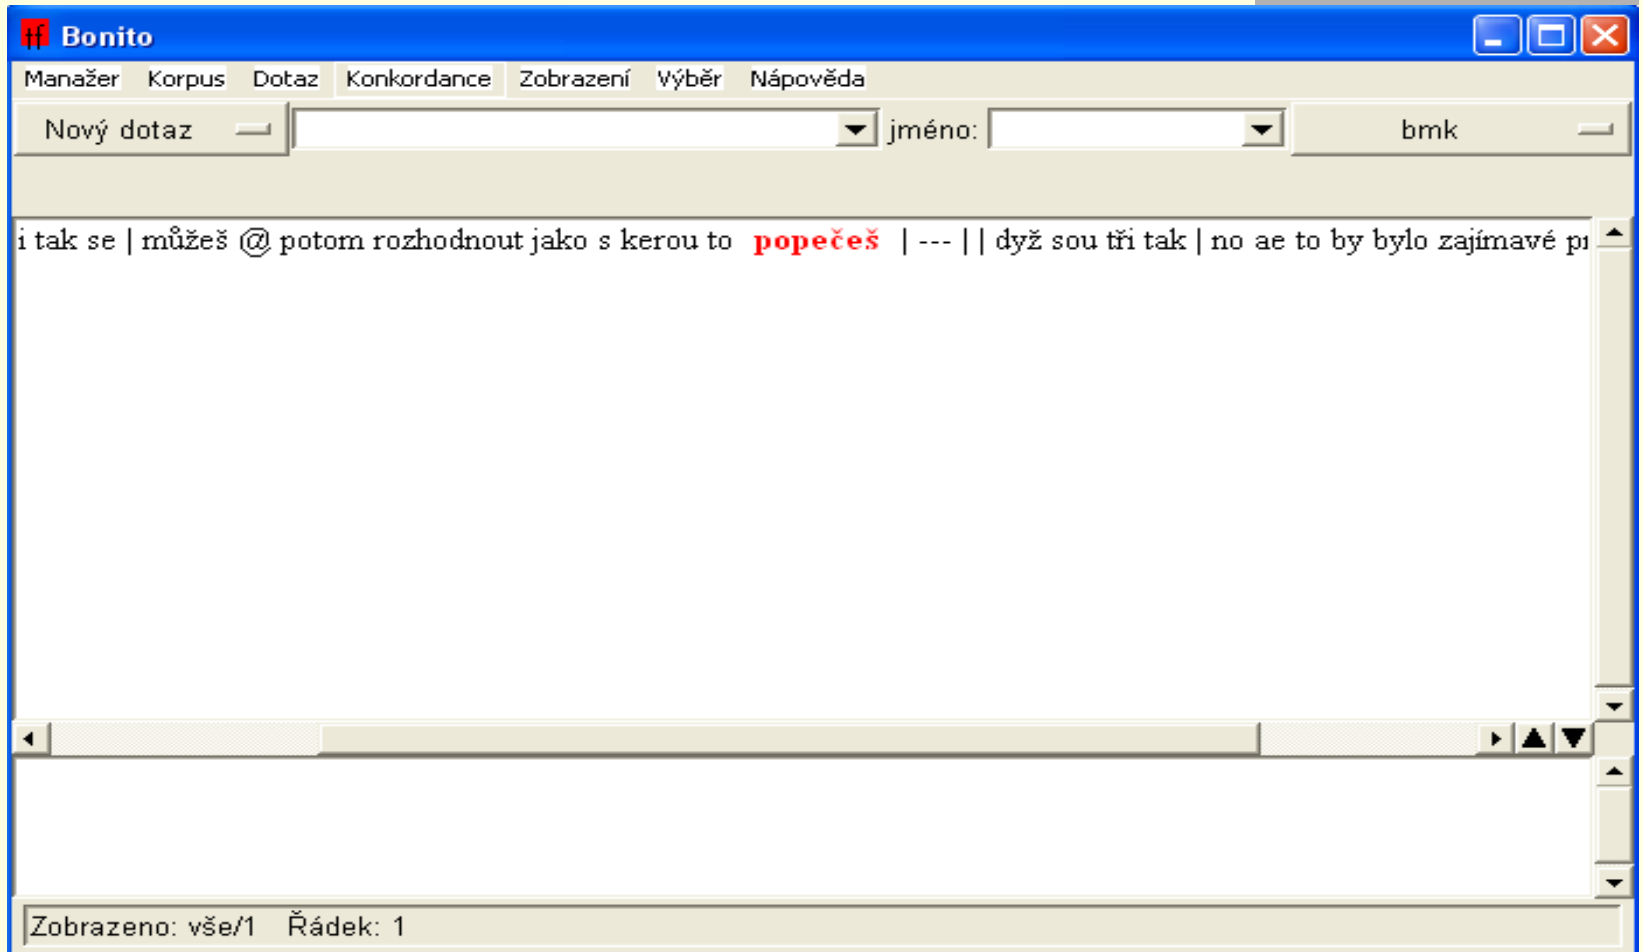 tf Bonito
Manažer Korpus Dotaz Konkordance Zobrazení Výběr Nápověda
Nový dotaz jméno: bmk
i tak se | můžeš @ potom rozhodnout jako s kerou to popečeš | --- | | dyž sou tři tak | no ae to by bylo zajímavé
Zobrazeno: vše/1 Řádek: 1